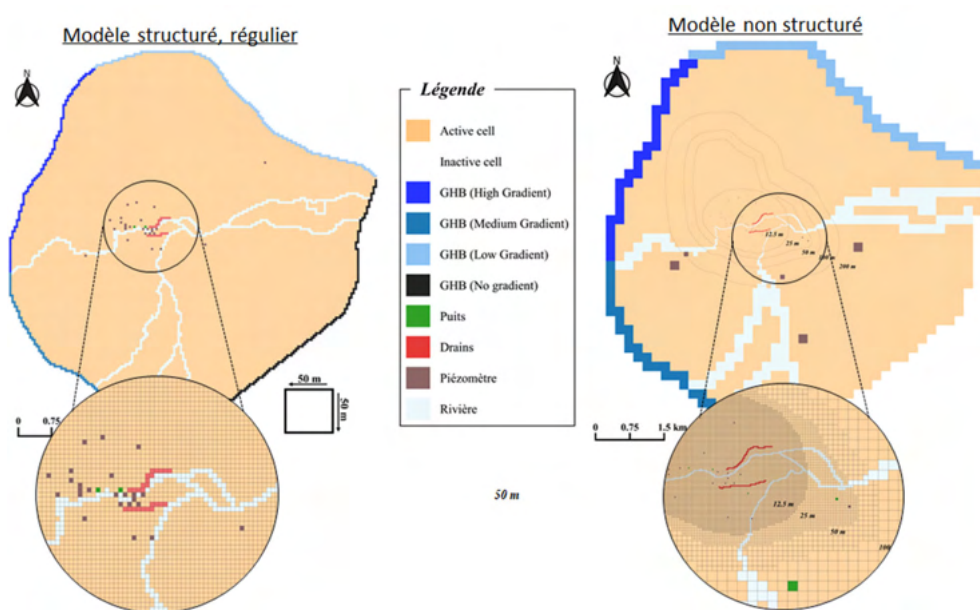 Modèle structuré, régulier
Modèle non structuré
N
N
Légende
Active cell
Inactive cell
GHB (High Gradient)
GHB (Medium Gradient)
GHB (Low Gradient)
GHB (No gradient)
Puits
Drains
Piézomètre
Rivière
12.5 m
25 m
50 m
100 m
200 m
50 m
50 m
0 0.75
0 0.75 1.5 km
50 m
12.5 m
25 m
50 m
100